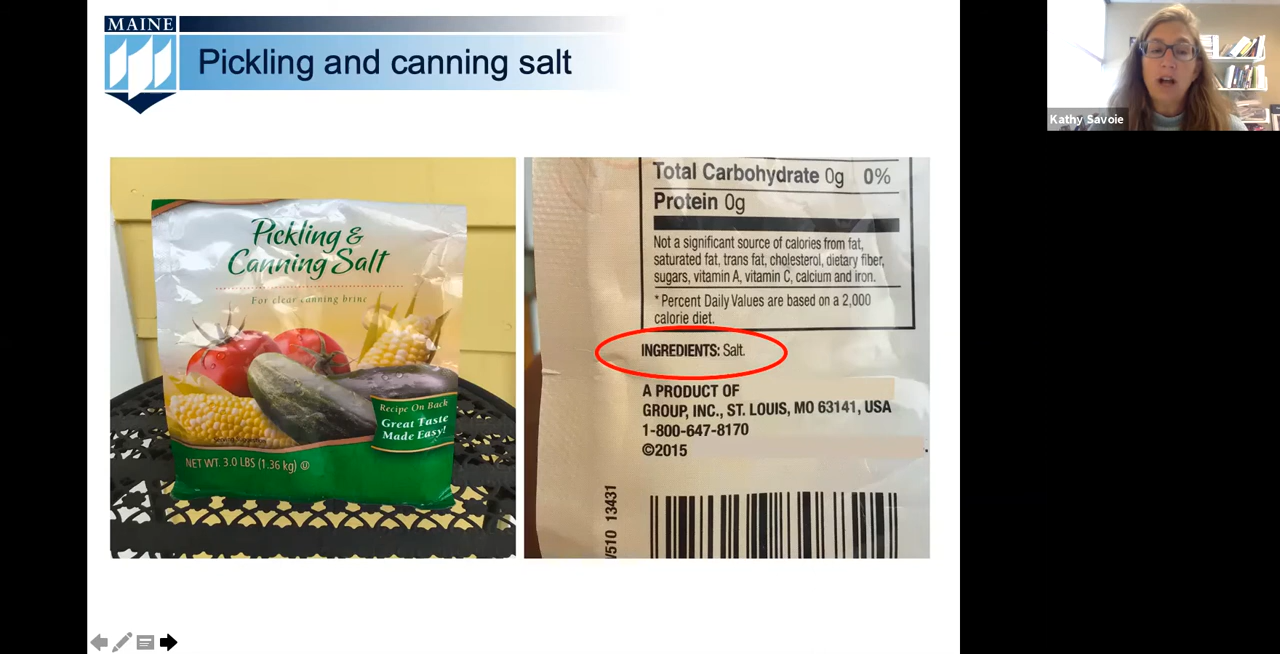 MAINE
Pickling and canning salt
Kathy Savoie
Pickling &
Canning Salt
For clear canning brine
Recipe On Back
Great Taste
Made Easy!
NET WT. 3.0 LBS (1.36 kg)
Total Carbohydrate 0g 0%
Protein 0g
Not a significant source of calories from fat,
saturated fat, trans fat, cholesterol, dietary fiber,
sugars, vitamin A, vitamin C, calcium and iron.
* Percent Daily Values are based on a 2,000
calorie diet.
INGREDIENTS: Salt.
A PRODUCT OF
GROUP, INC., ST. LOUIS, MO 63141, USA
1-800-647-8170
©2015
/510 13431